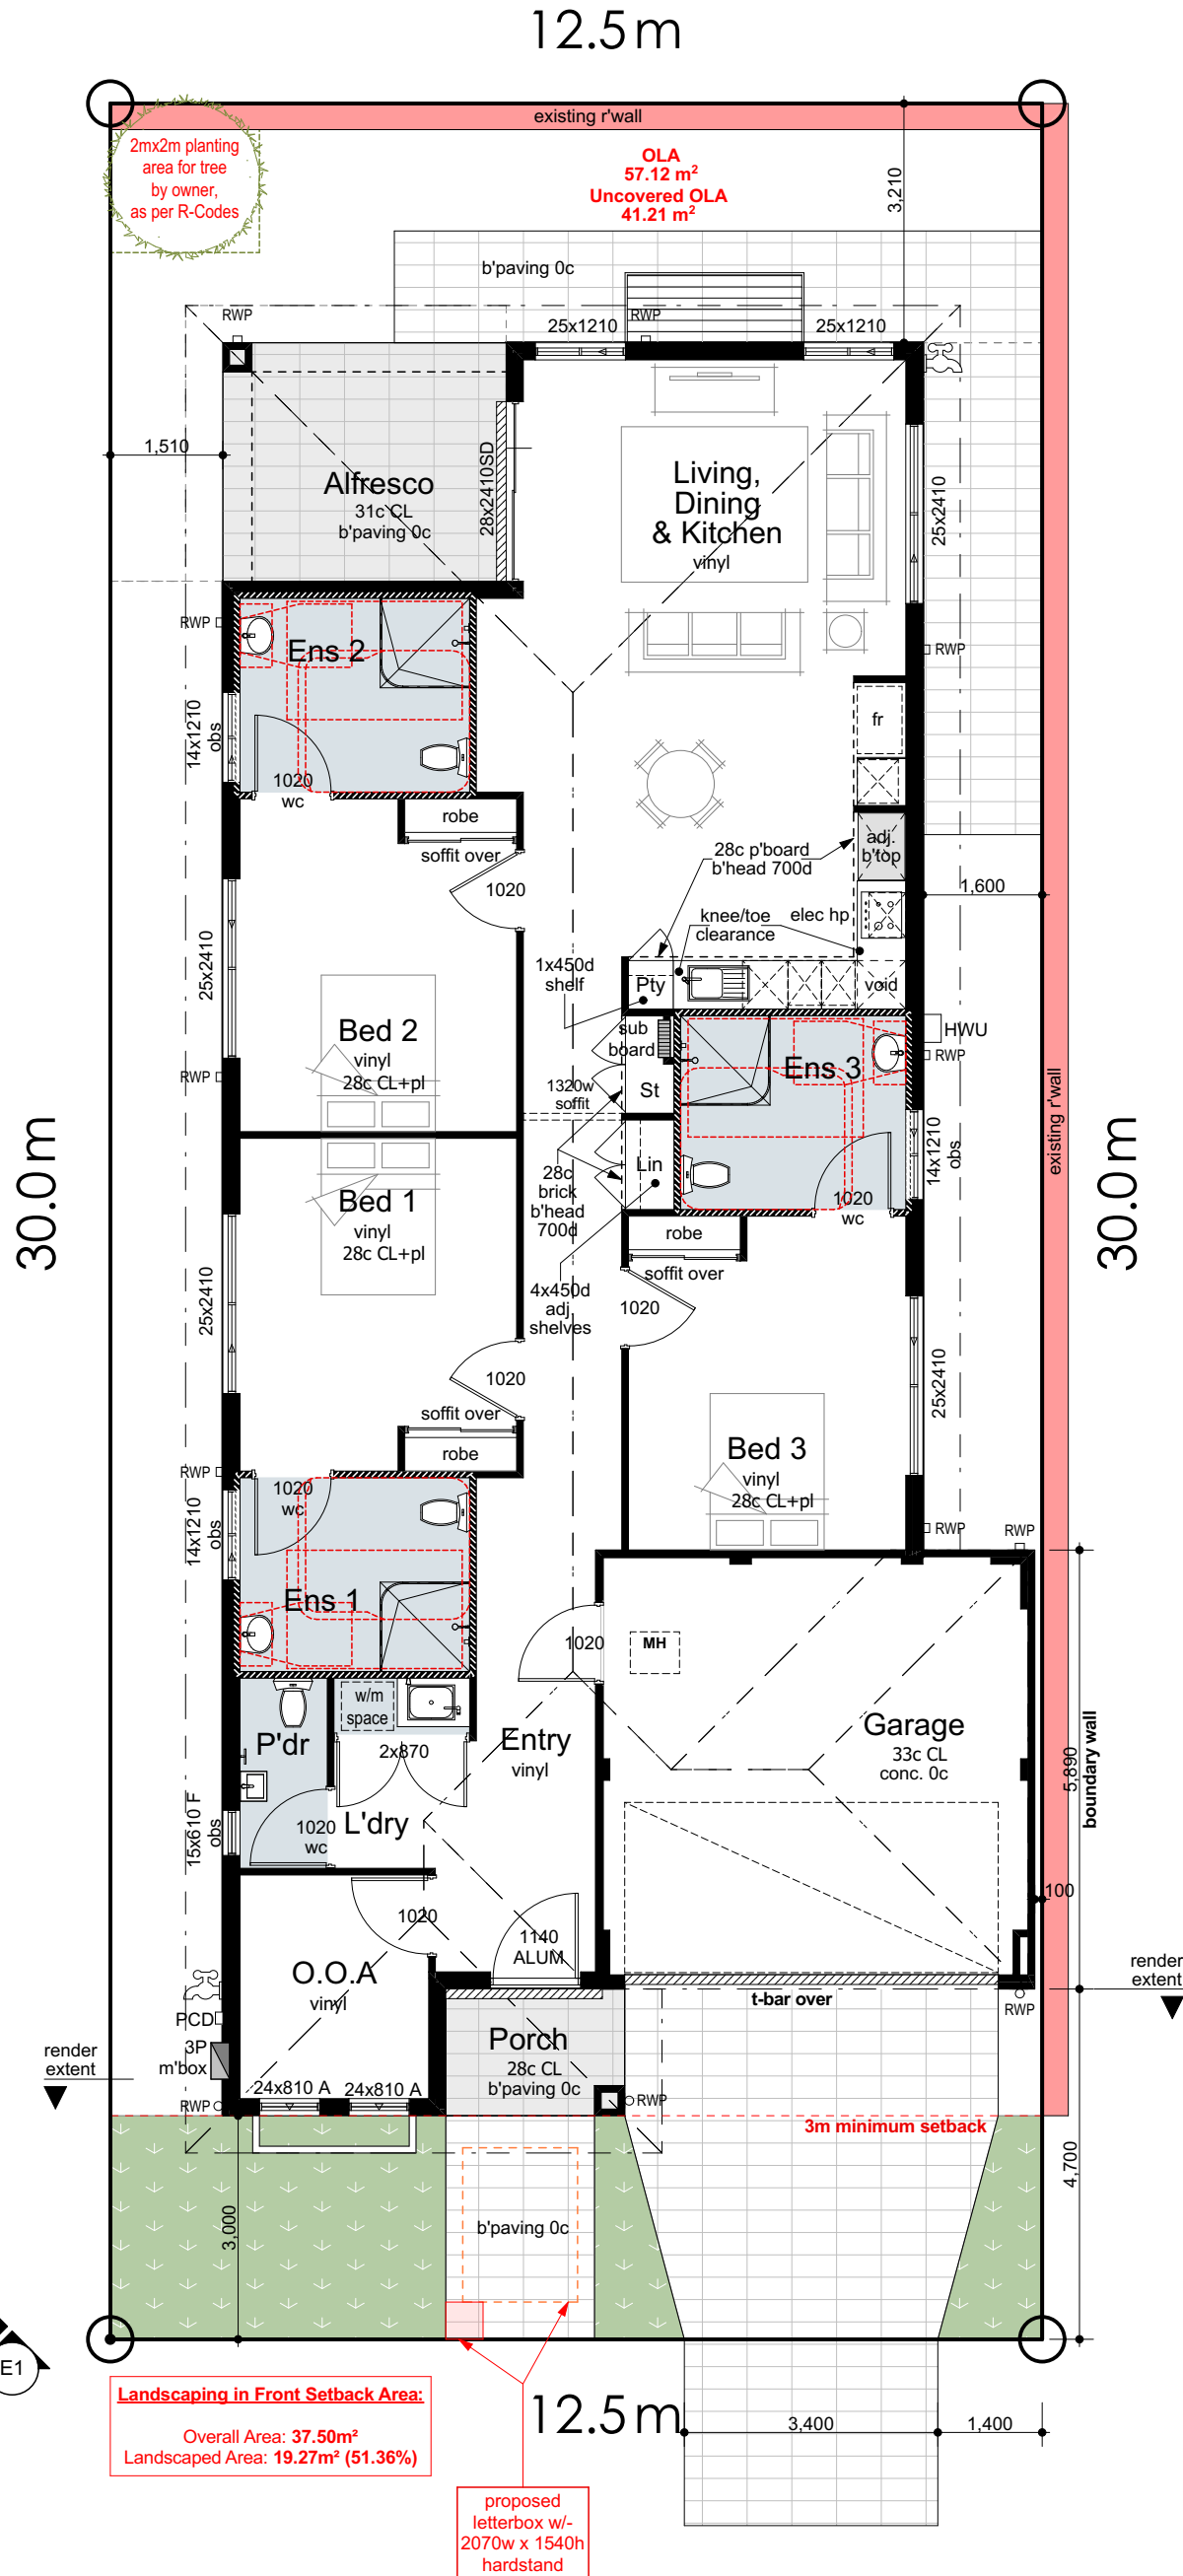 12.5m
existing r'wall
2mx2m planting
area for tree
by owner,
as per R-Codes
OLA
57.12 m²
Uncovered OLA
41.21 m²
3,210
b'paving 0c
RWP
25x1210
RWP
25x1210
1,510
Alfresco
31c CL
b'paving 0c
28x2410SD
Living,
Dining
& Kitchen
vinyl
25x2410
RWP
Ens 2
RWP
14x1210
obs
1020
wc
fr
robe
soffit over
1020
28c p'board
b'head 700d
adj.
b'top
1,600
knee/toe
clearance
elec hp
25x2410
1x450d
shelf
Pty
void
Bed 2
vinyl
28c CL+pl
sub
board
HWU
RWP
Ens 3
RWP
1320w
soffit
St
existing r'wall
30.0m
30.0m
14x1210
obs
Lin
Bed 1
vinyl
28c CL+pl
28c
brick
b'head
700d
1020
wc
robe
soffit over
25x2410
4x450d
adj
shelves
1020
1020
25x2410
soffit over
robe
Bed 3
vinyl
28c CL+pl
RWP
1020
wc
14x1210
obs
RWP
RWP
Ens 1
1020
MH
w/m
space
P'dr
2x870
Entry
vinyl
Garage
33c CL
conc. 0c
5,890
boundary wall
15x610 F
obs
1020
wc
L'dry
100
1020
1140
ALUM
O.O.A
vinyl
render
extent
t-bar over
RWP
PCD
3P
m'box
Porch
28c CL
b'paving 0c
render
extent
24x810 A
24x810 A
RWP
RWP
3m minimum setback
4,700
3,000
b'paving 0c
E1
Landscaping in Front Setback Area:
Overall Area: 37.50m²
Landscaped Area: 19.27m² (51.36%)
12.5m
3,400
1,400
proposed
letterbox w/-
2070w x 1540h
hardstand